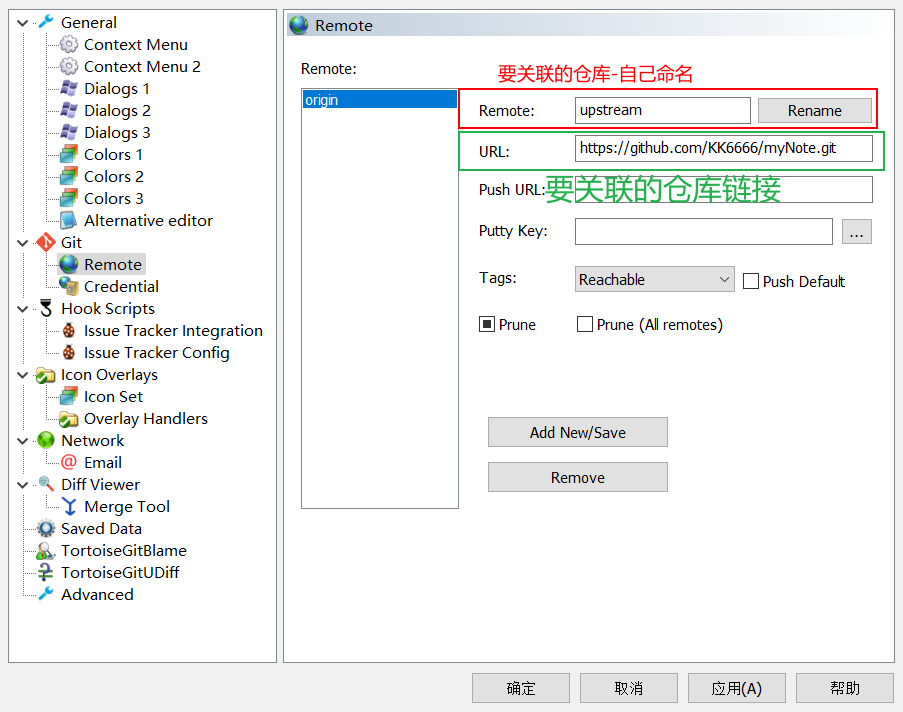 General
Context Menu
Context Menu 2
Dialogs 1
Dialogs 2
Dialogs 3
Colors 1
Colors 2
Colors 3
Alternative editor
Git
Remote
Credential
Hook Scripts
Issue Tracker Integration
Issue Tracker Config
Icon Overlays
Icon Set
Overlay Handlers
Network
Email
Diff Viewer
Merge Tool
Saved Data
TortoiseGitBlame
TortoiseGitUDiff
Advanced
Remote
Remote:
要关联的仓库-自己命名
origin
Remote: upstream Rename
URL: https://github.com/KK6666/myNote.git
Push URL: 要关联的仓库链接
Putty Key: ...
Tags: Reachable Push Default
Prune Prune (All remotes)
Add New/Save
Remove
确定 取消 应用(A) 帮助